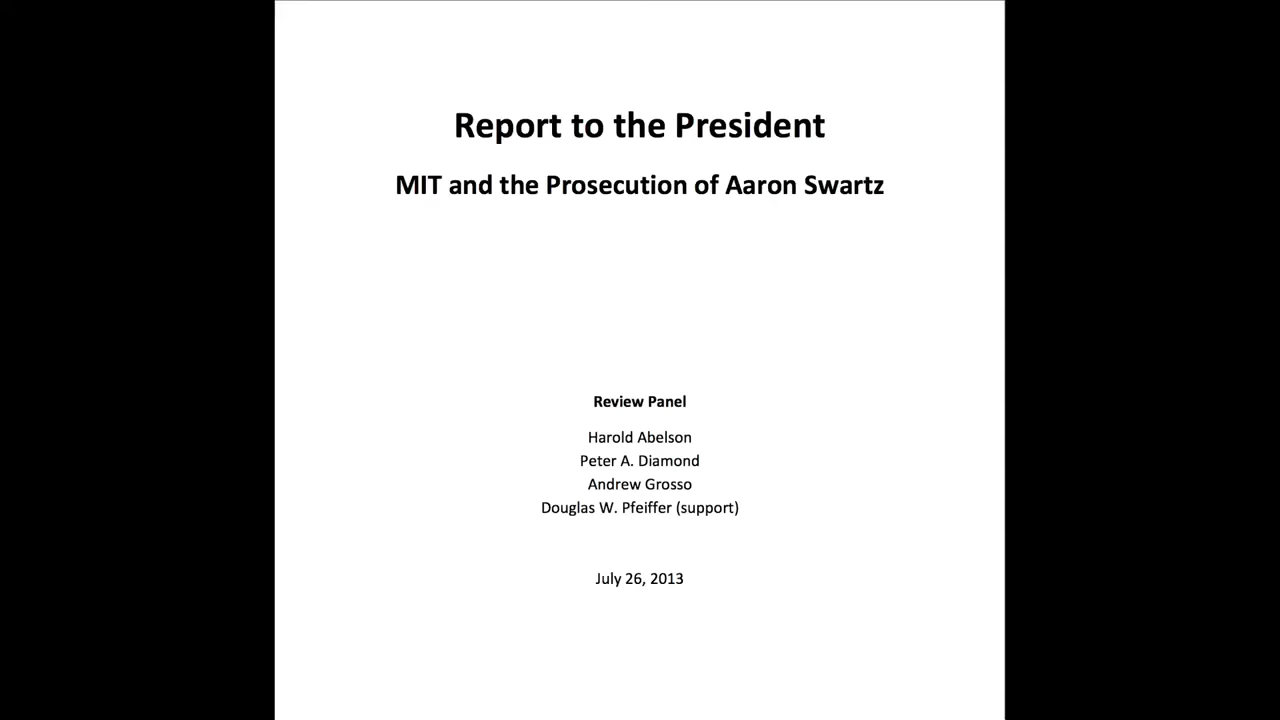 Report to the President
MIT and the Prosecution of Aaron Swartz
Review Panel
Harold Abelson
Peter A. Diamond
Andrew Grosso
Douglas W. Pfeiffer (support)
July 26, 2013